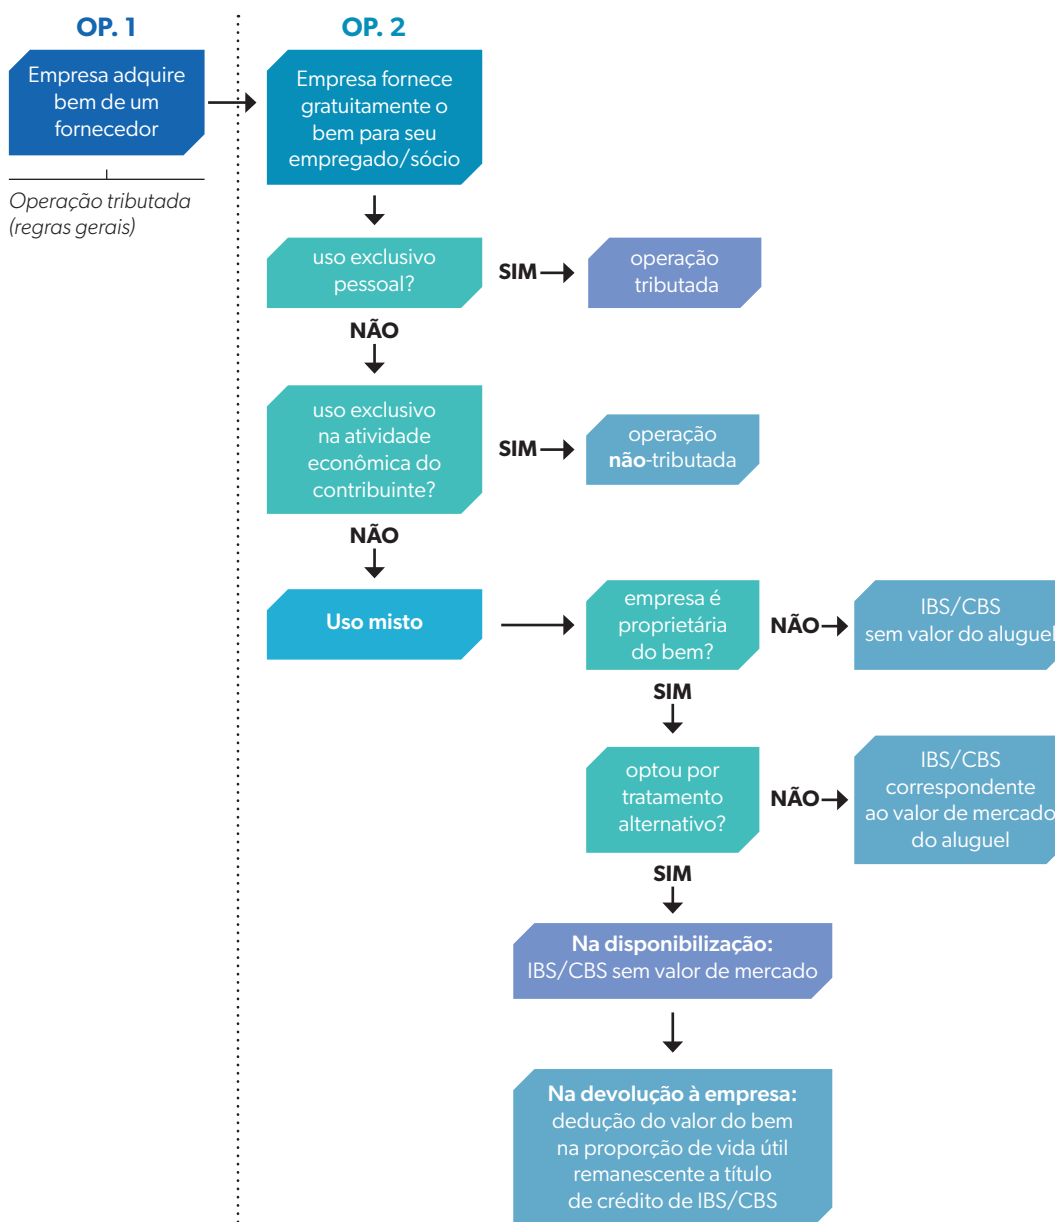 OP. 1
Empresa adquire
bem de um
fornecedor
Operação tributada
(regras gerais)
OP. 2
Empresa fornece
gratuitamente o
bem para seu
empregado/sócio
uso exclusivo
pessoal?
SIM
operação
tributada
NÃO
uso exclusivo
na atividade
econômica do
contribuinte?
SIM
operação
não-tributada
NÃO
Uso misto
empresa é
proprietária
do bem?
NÃO
IBS/CBS
sem valor do aluguel
SIM
optou por
tratamento
alternativo?
NÃO
IBS/CBS
correspondente
ao valor de mercado
do aluguel
SIM
Na disponibilização:
IBS/CBS sem valor de mercado
Na devolução à empresa:
dedução do valor do bem
na proporção de vida útil
remanescente a título
de crédito de IBS/CBS